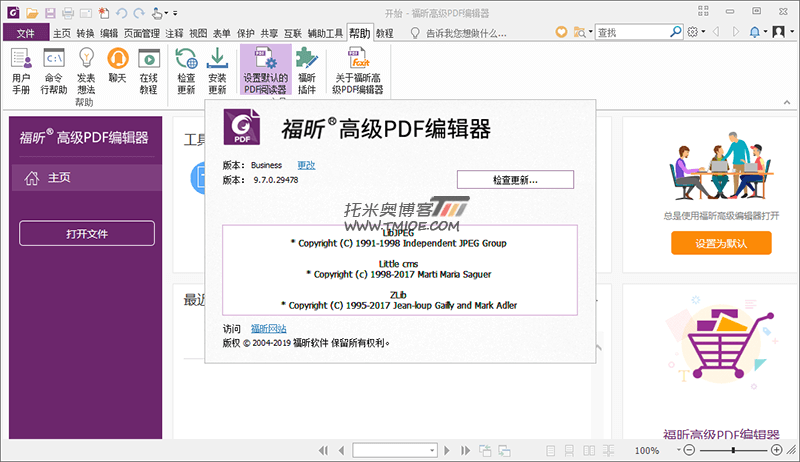 开始 - 福昕高级PDF编辑器
文件 主页 转换 编辑 页面管理 注释 视图 表单 保护 共享 互联 辅助工具 帮助 教程 告诉我您想做什么... 查找
用户手册 命令行帮助 发表想法 聊天 在线教程 检查更新 安装更新 设置默认的PDF阅读器 福昕插件 关于福昕高级PDF编辑器
帮助
福昕®高级PDF编辑器
主页
打开文件
工具
最近
PDF
福昕®高级PDF编辑器
版本: Business 更改
版本: 9.7.0.29478
检查更新...
托米奥博客
WWW.TMIOE.COM
LibJPEG
* Copyright (C) 1991-1998 Independent JPEG Group
Little cms
* Copyright (c) 1998-2017 Marti Maria Saguer
ZLib
* Copyright (C) 1995-2017 Jean-loup Gailly and Mark Adler
访问 福昕网站
版权 © 2004-2019 福昕软件 保留所有权利。
总是使用福昕高级编辑器打开
设置为默认
福昕高级PDF编辑器
100%